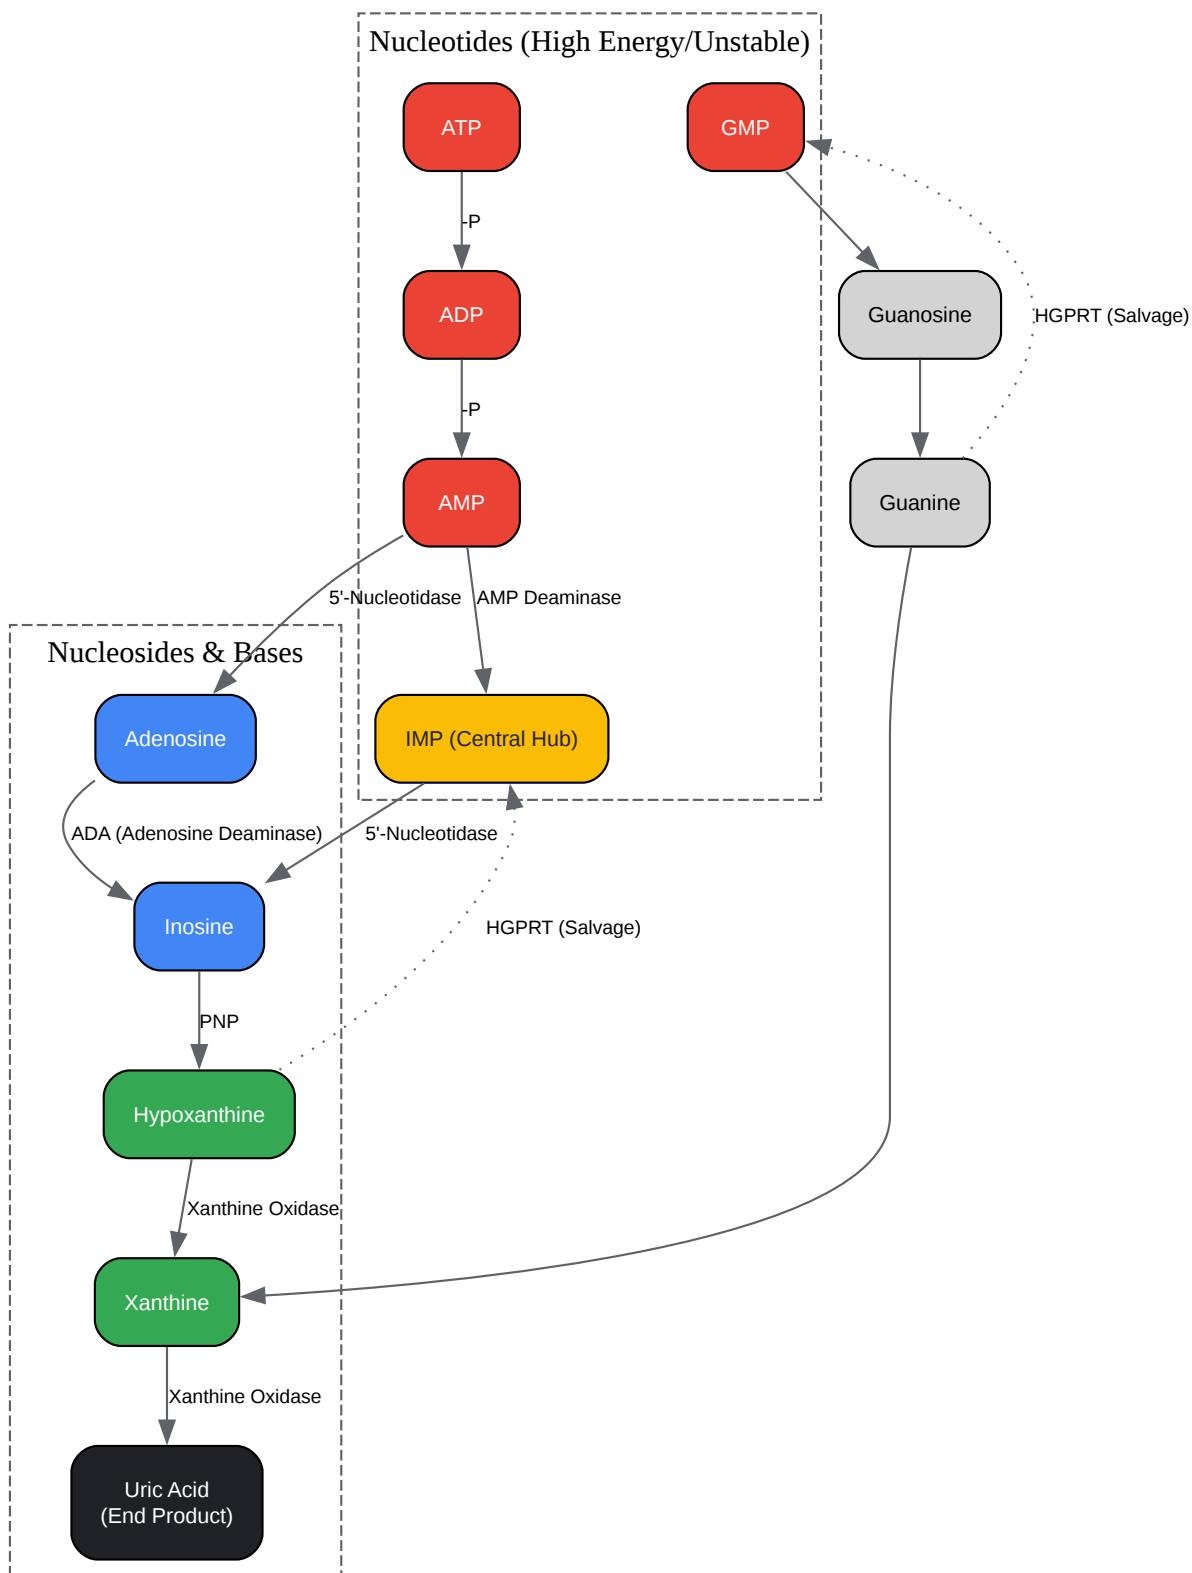 Nucleotides (High Energy/Unstable)
ATP
GMP
-P
ADP
Guanosine
HGPRT (Salvage)
-P
AMP
Guanine
5'-Nucleotidase
AMP Deaminase
Nucleosides & Bases
Adenosine
IMP (Central Hub)
ADA (Adenosine Deaminase)
5'-Nucleotidase
Inosine
HGPRT (Salvage)
PNP
Hypoxanthine
Xanthine Oxidase
Xanthine
Xanthine Oxidase
Uric Acid
(End Product)